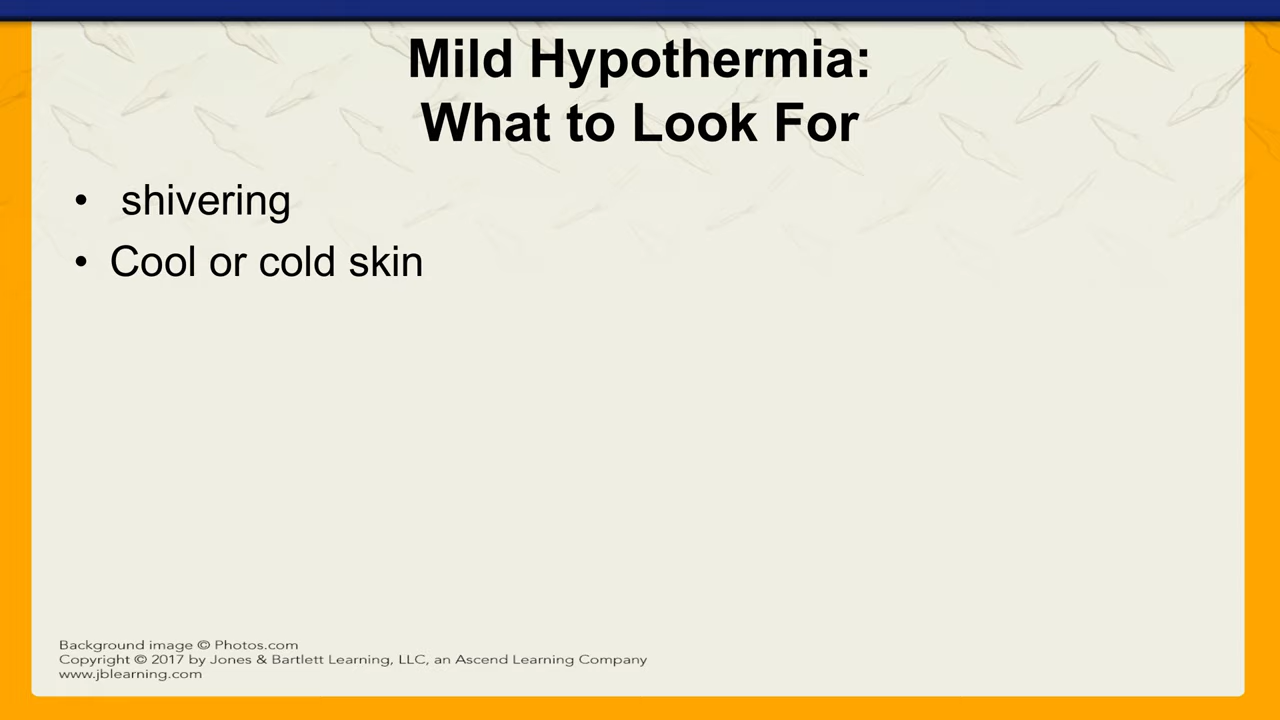 Mild Hypothermia:
What to Look For
• shivering
• Cool or cold skin
Background image © Photos.com
Copyright © 2017 by Jones & Bartlett Learning, LLC, an Ascend Learning Company
www.jblearning.com